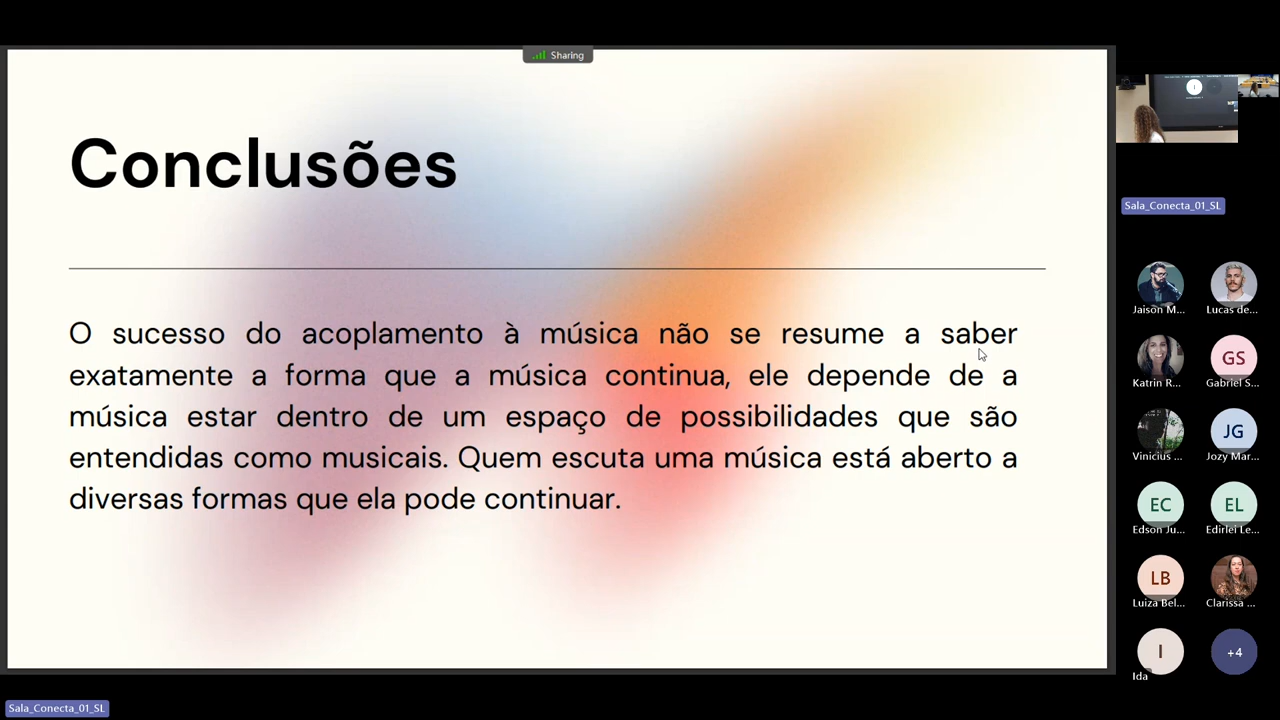 Sharing
Conclusões
O sucesso do acoplamento à música não se resume a saber
exatamente a forma que a música continua, ele depende de a
música estar dentro de um espaço de possibilidades que são
entendidas como musicais. Quem escuta uma música está aberto a
diversas formas que ela pode continuar.
Sala_Conecta_01_SL
Jaison M...
Lucas de...
Katrin R...
GS
Gabriel S...
Vinicius ...
JG
Jozy Mar...
EC
Edson Ju...
EL
Edirlei Le...
LB
Luiza Bel...
Clarissa ...
I
Ida
+4
Sala_Conecta_01_SL